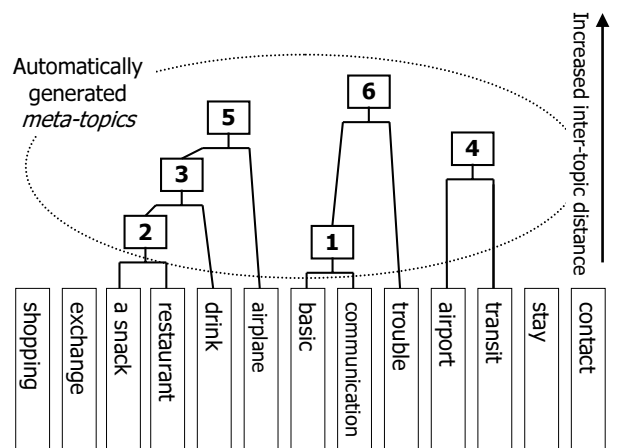 Automatically
generated
meta-topics
Increased inter-topic distance
6
5
4
3
2
1
shopping
exchange
a snack
restaurant
drink
airplane
basic
communication
trouble
airport
transit
stay
contact